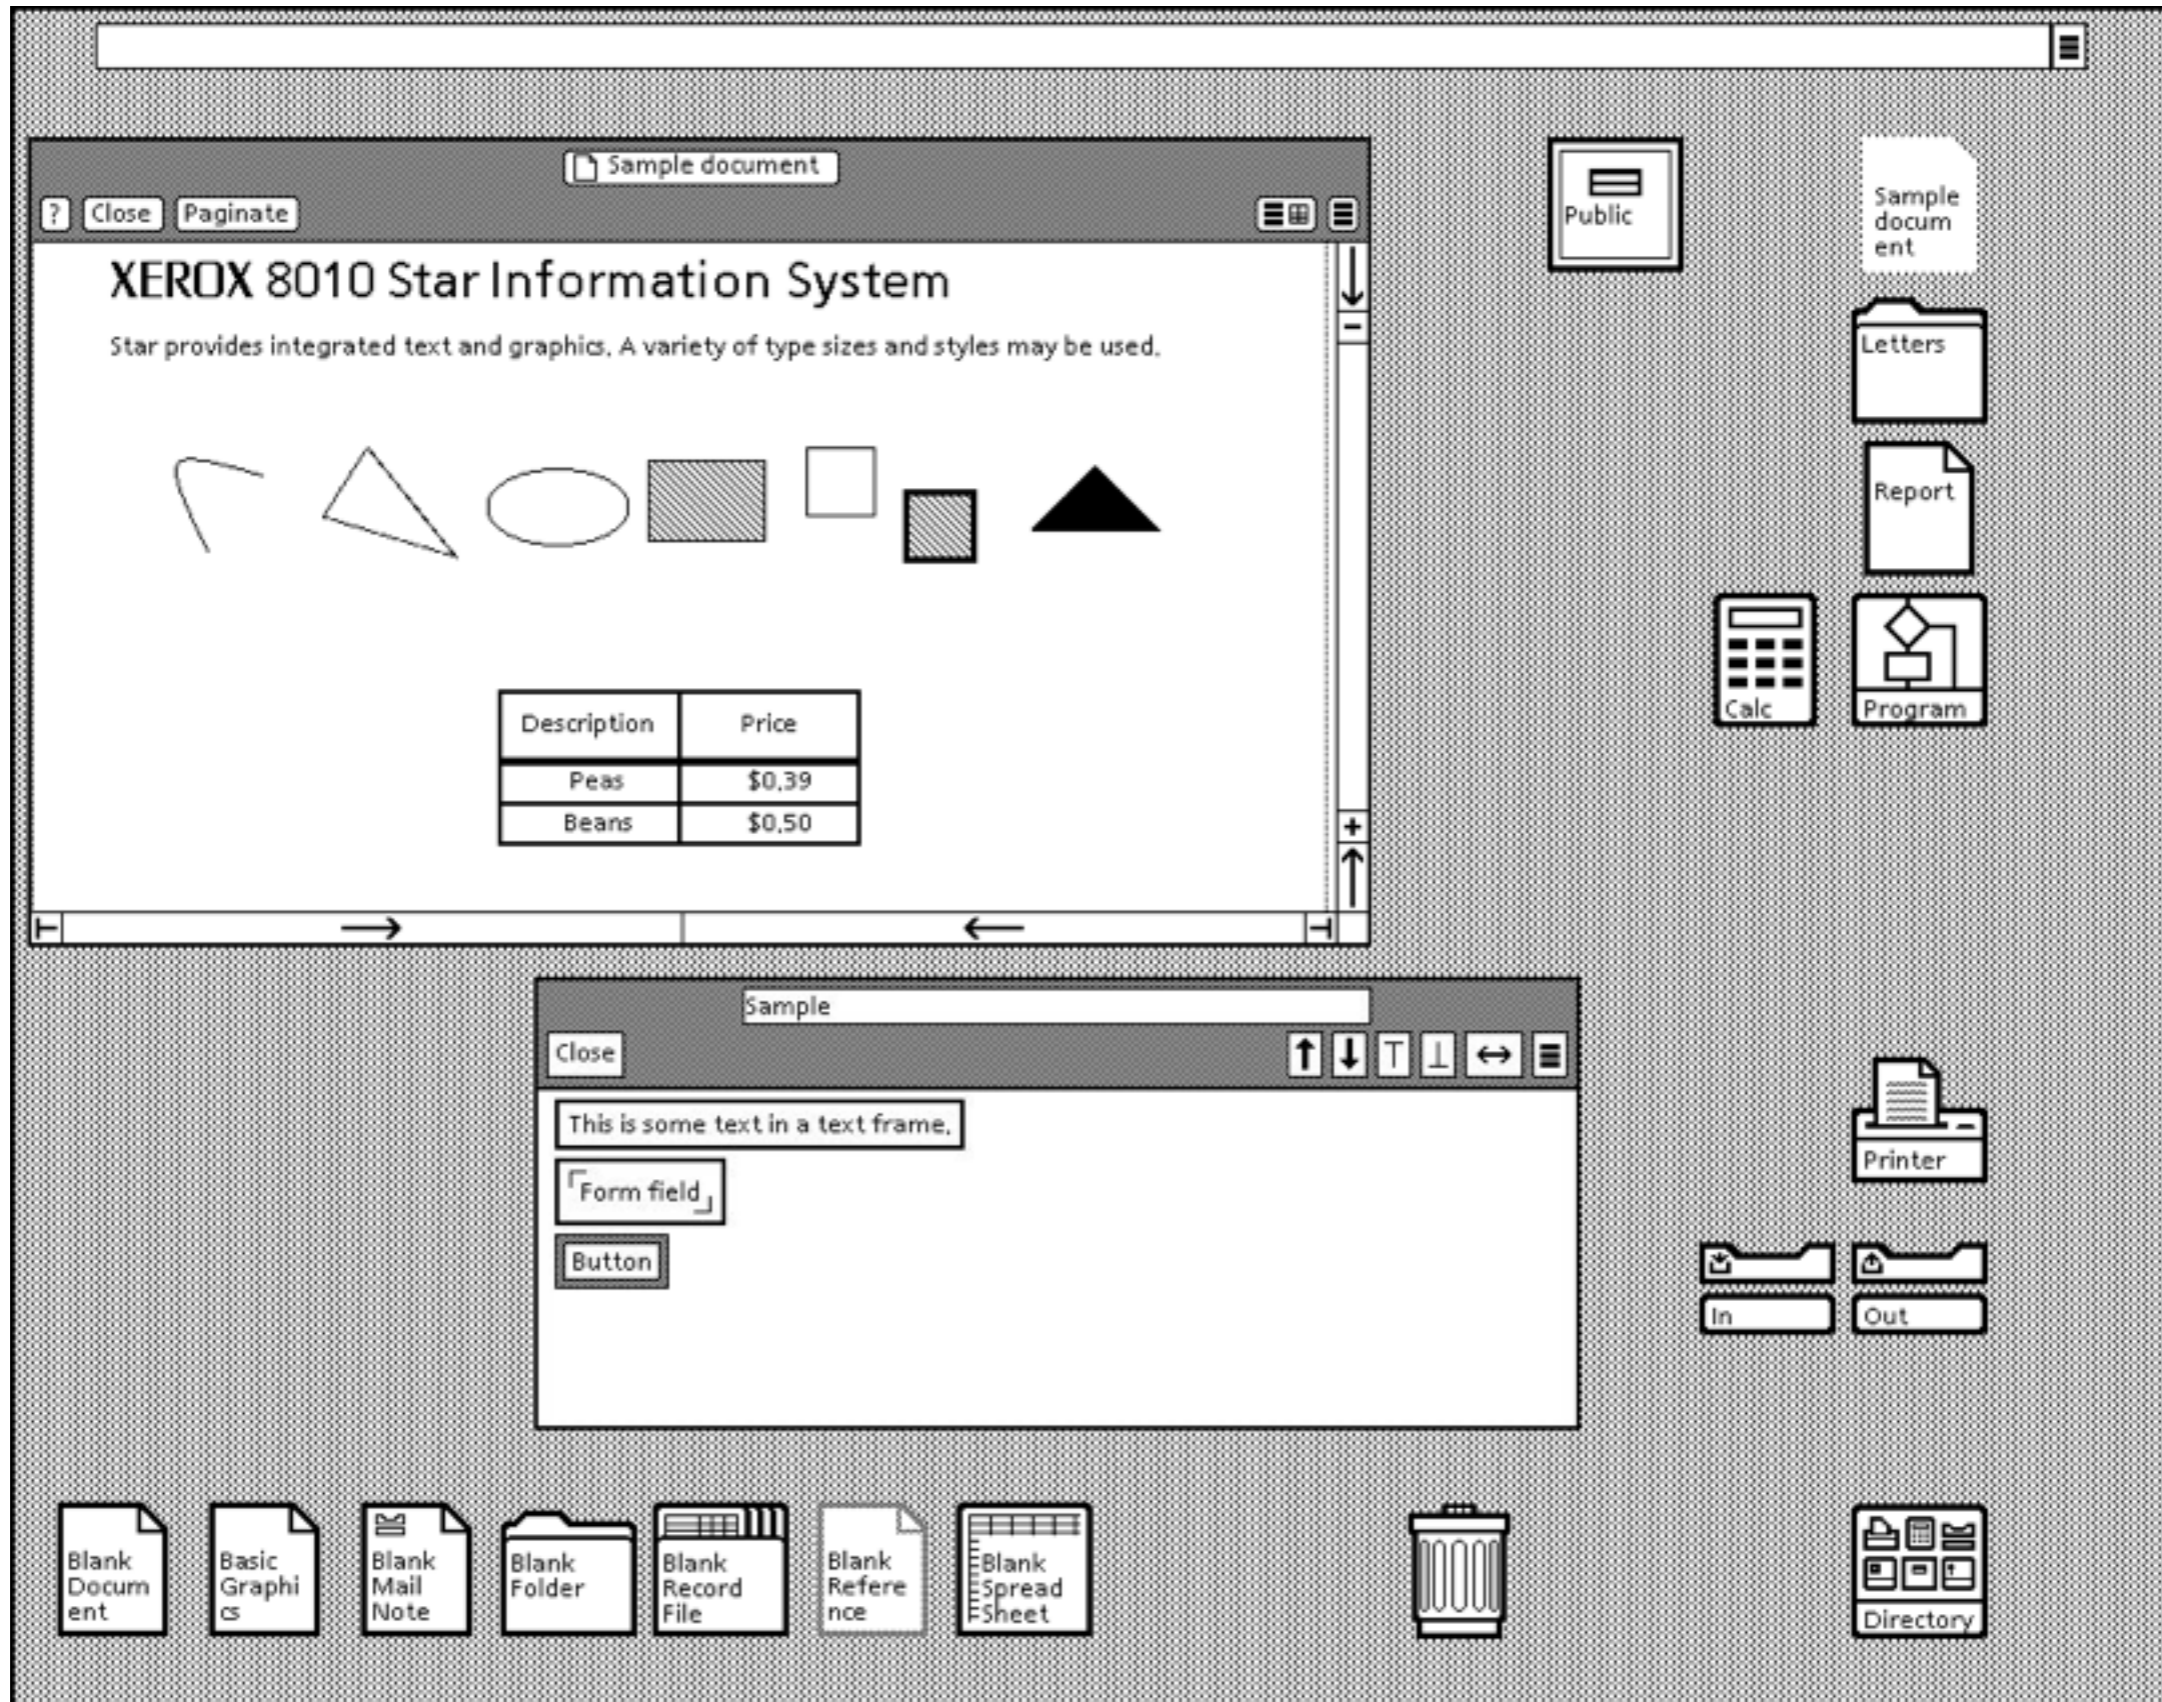 Sample document
? Close Paginate
XEROX 8010 Star Information System
Star provides integrated text and graphics. A variety of type sizes and styles may be used.
Description Price
Peas $0.39
Beans $0.50
Public
Sample
docum
ent
Letters
Report
Calc
Program
Sample
Close
This is some text in a text frame.
Form field
Button
Printer
In
Out
Blank
Docum
ent
Basic
Graphi
cs
Blank
Mail
Note
Blank
Folder
Blank
Record
File
Blank
Refere
nce
Blank
Spread
Sheet
Directory